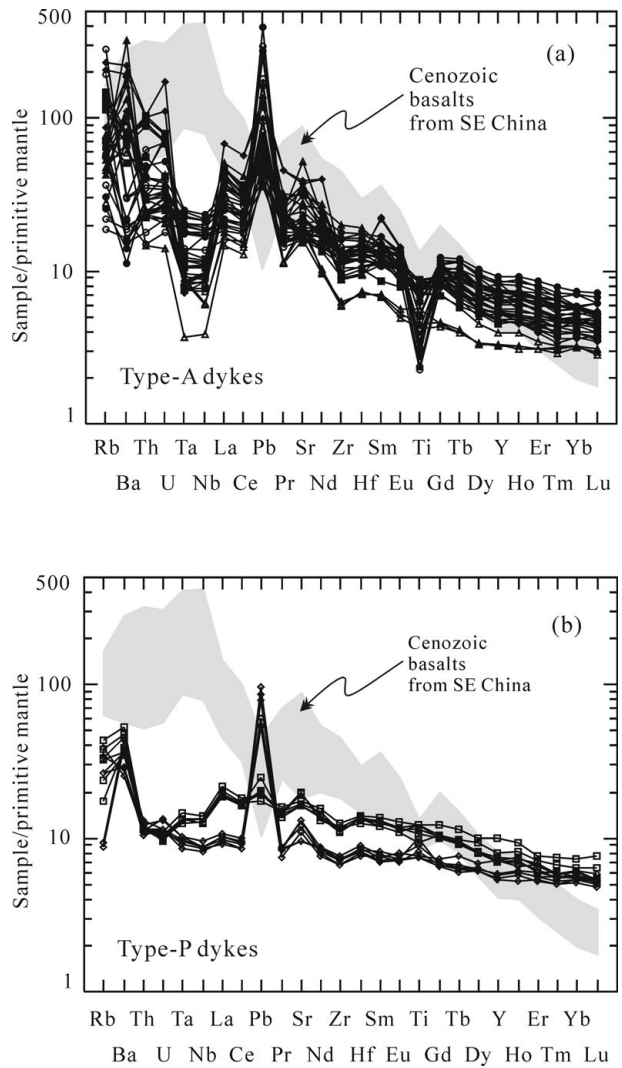 500
(a)
Cenozoic
basalts
from SE China
100
Sample/primitive mantle
10
Type-A dykes
1
Rb Th Ta La Pb Sr Zr Sm Ti Tb Y Er Yb
Ba U Nb Ce Pr Nd Hf Eu Gd Dy Ho Tm Lu
500
(b)
Cenozoic
basalts
from SE China
100
Sample/primitive mantle
10
Type-P dykes
1
Rb Th Ta La Pb Sr Zr Sm Ti Tb Y Er Yb
Ba U Nb Ce Pr Nd Hf Eu Gd Dy Ho Tm Lu